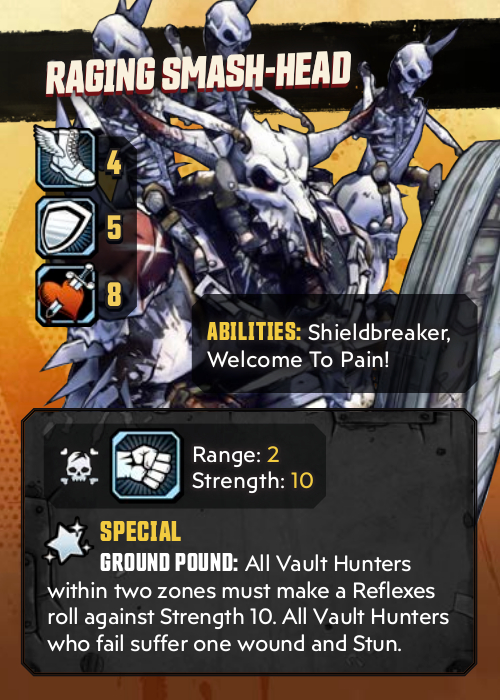 RAGING SMASH-HEAD
4
5
8
ABILITIES: Shieldbreaker,
Welcome To Pain!
Range: 2
Strength: 10
SPECIAL
GROUND POUND: All Vault Hunters
within two zones must make a Reflexes
roll against Strength 10. All Vault Hunters
who fail suffer one wound and Stun.